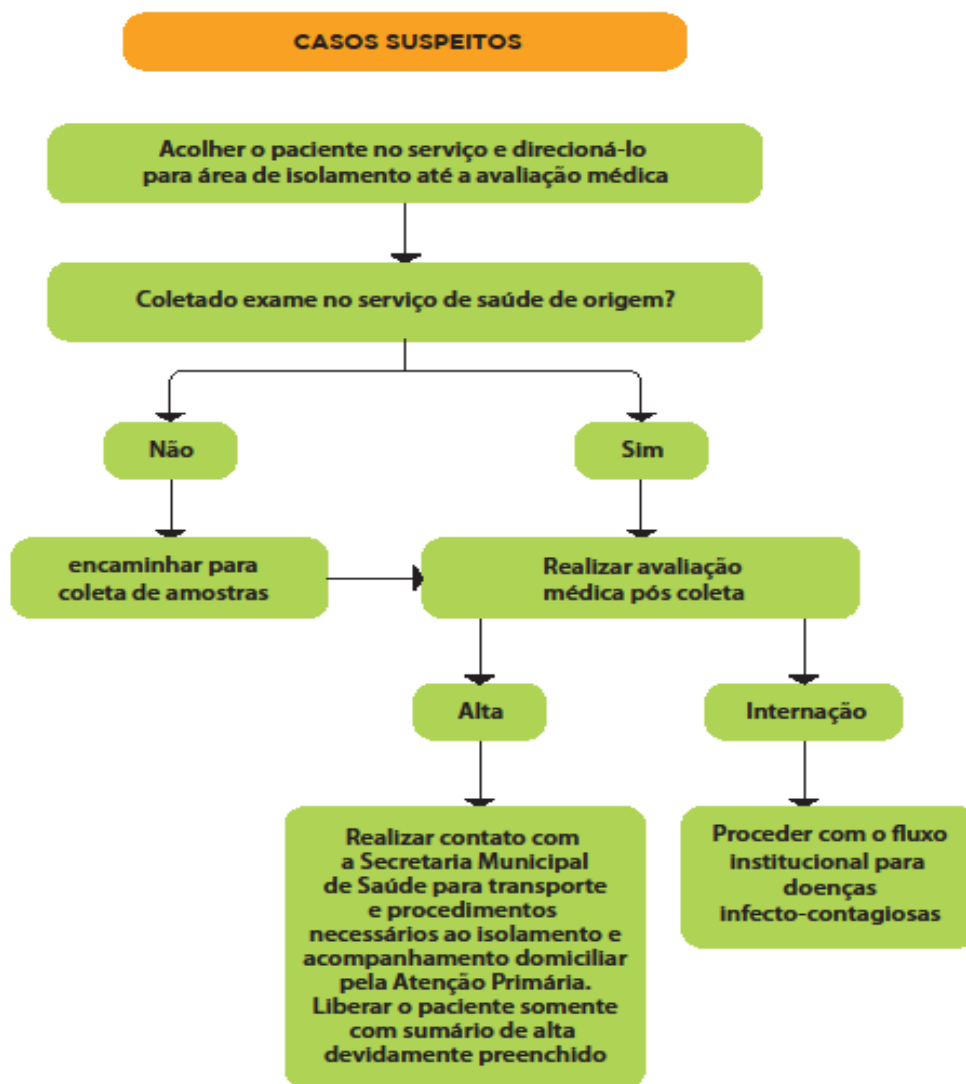 CASOS SUSPEITOS
Acolher o paciente no serviço e direcioná-lo
para área de isolamento até a avaliação médica
Coletado exame no serviço de saúde de origem?
Não
Sim
encaminhar para
coleta de amostras
Realizar avaliação
médica pós coleta
Alta
Internação
Realizar contato com
a Secretaria Municipal
de Saúde para transporte
e procedimentos
necessários ao isolamento e
acompanhamento domiciliar
pela Atenção Primária.
Liberar o paciente somente
com sumário de alta
devidamente preenchido
Proceder com o fluxo
institucional para
doenças
infecto-contagiosas